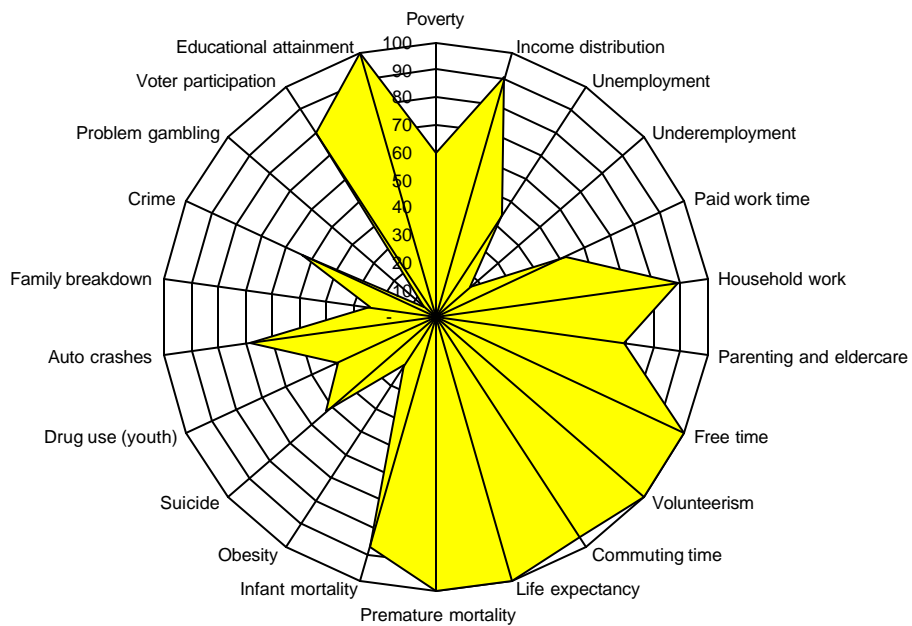 Poverty
Educational attainment
Income distribution
Voter participation
Unemployment
Problem gambling
Underemployment
Crime
Paid work time
Family breakdown
Household work
Auto crashes
Parenting and eldercare
Drug use (youth)
Free time
Suicide
Volunteerism
Obesity
Commuting time
Infant mortality
Life expectancy
Premature mortality
100
90
80
70
60
50
40
30
20
10
-